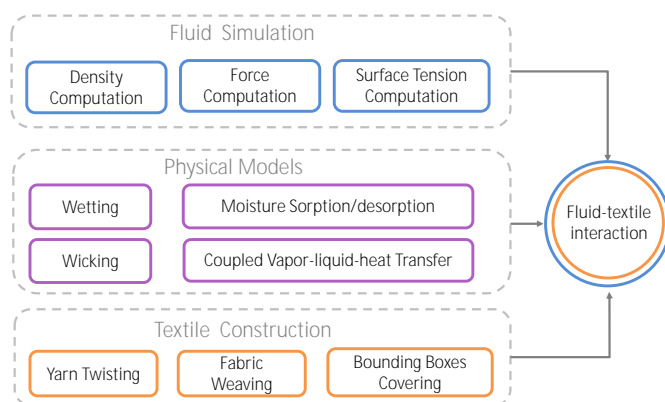 Fluid Simulation
Density
Computation
Force
Computation
Surface Tension
Computation
Physical Models
Wetting
Moisture Sorption/desorption
Wicking
Coupled Vapor-liquid-heat Transfer
Fluid-textile
interaction
Textile Construction
Yarn Twisting
Fabric
Weaving
Bounding Boxes
Covering